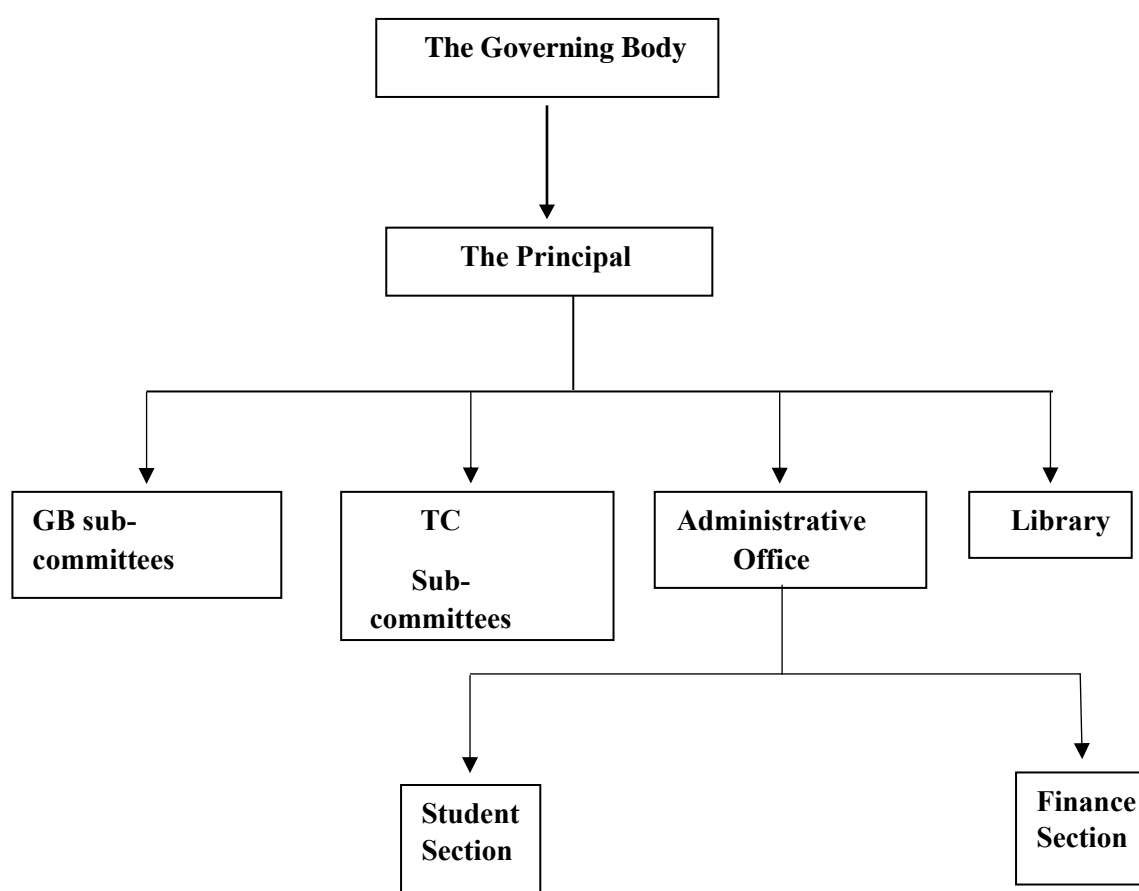 The Governing Body
The Principal
GB sub-
committees
TC
Sub-
committees
Administrative
Office
Library
Student
Section
Finance
Section